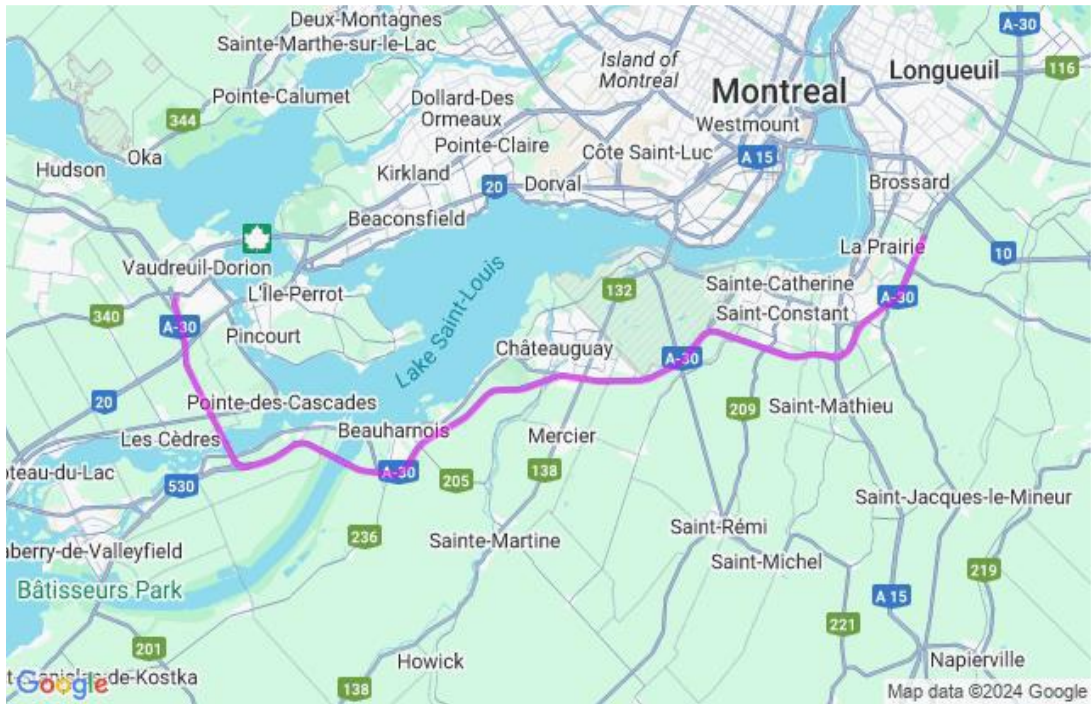 Deux-Montagnes
Sainte-Marthe-sur-le-Lac
A-30
Island of
Montreal
Longueuil
116
Pointe-Calumet
Dollard-Des
Ormeaux
Montreal
344
Pointe-Claire
Westmount
Oka
Côte Saint-Luc
A 15
Hudson
Kirkland
20
Dorval
Brossard
Beaconsfield
La Prairie
10
Vaudreuil-Dorion
Sainte-Catherine
L'Île-Perrot
132
A-30
340
A-30
Saint-Constant
Pincourt
Lake Saint-Louis
Châteauguay
A-30
20
Pointe-des-Cascades
209
Saint-Mathieu
Les Cèdres
Beauharnois
Mercier
oteau-du-Lac
A-30
205
138
530
Saint-Jacques-le-Mineur
236
Saint-Rémi
aberry-de-Valleyfield
Sainte-Martine
Saint-Michel
219
Bâtisseurs Park
A 15
221
201
Howick
Napierville
de-Kostka
Google
138
Map data ©2024 Google